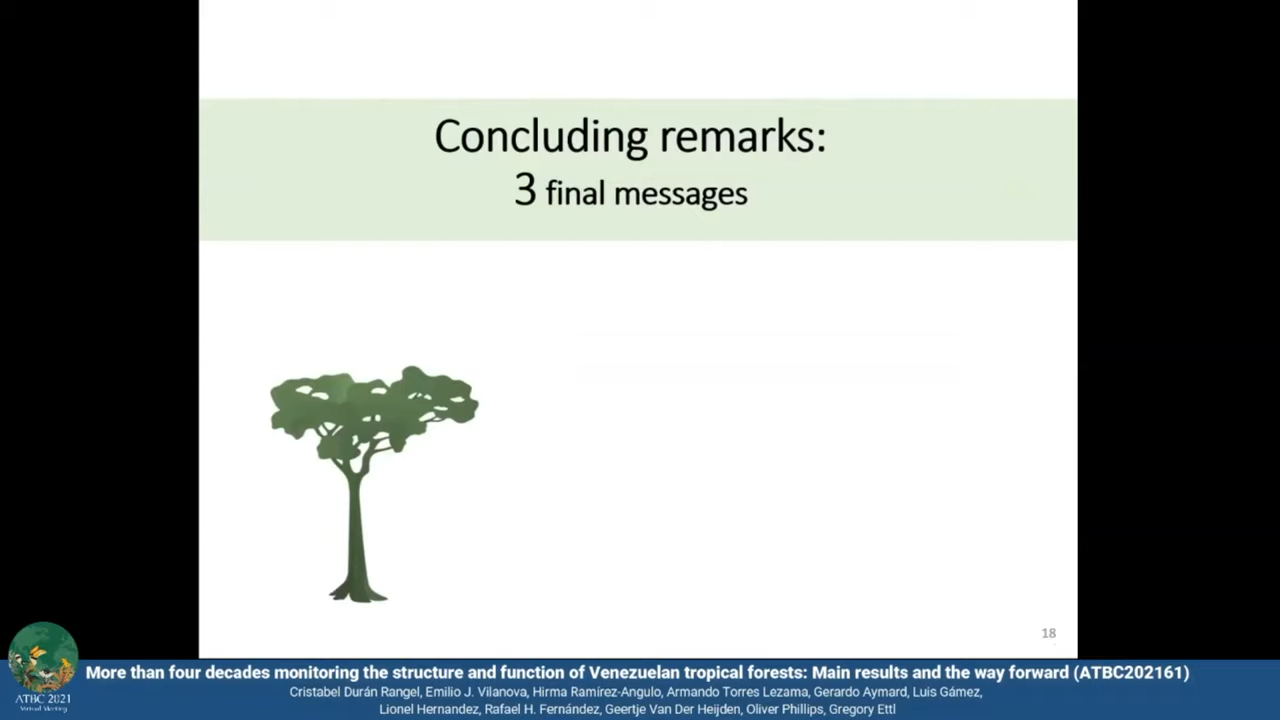 Concluding remarks:
3 final messages
18
ATBC 2021
Virtual Meeting
More than four decades monitoring the structure and function of Venezuelan tropical forests: Main results and the way forward (ATBC202161)
Cristabel Durán Rangel, Emilio J. Vilanova, Hirma Ramírez-Angulo, Armando Torres Lezama, Gerardo Aymard, Luis Gámez,
Lionel Hernandez, Rafael H. Fernández, Geertje Van Der Heijden, Oliver Phillips, Gregory Ettl